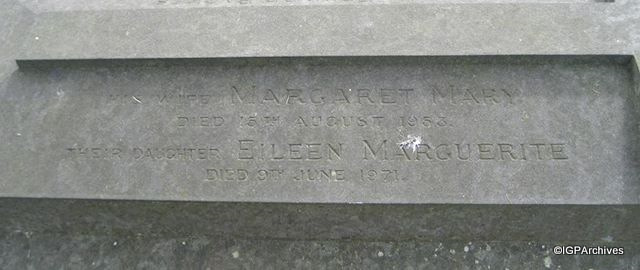 HIS WIFE MARGARET MARY
DIED 15TH AUGUST 1953.
THEIR DAUGHTER EILEEN MARGUERITE
DIED 9TH JUNE 1971.
©IGPArchives